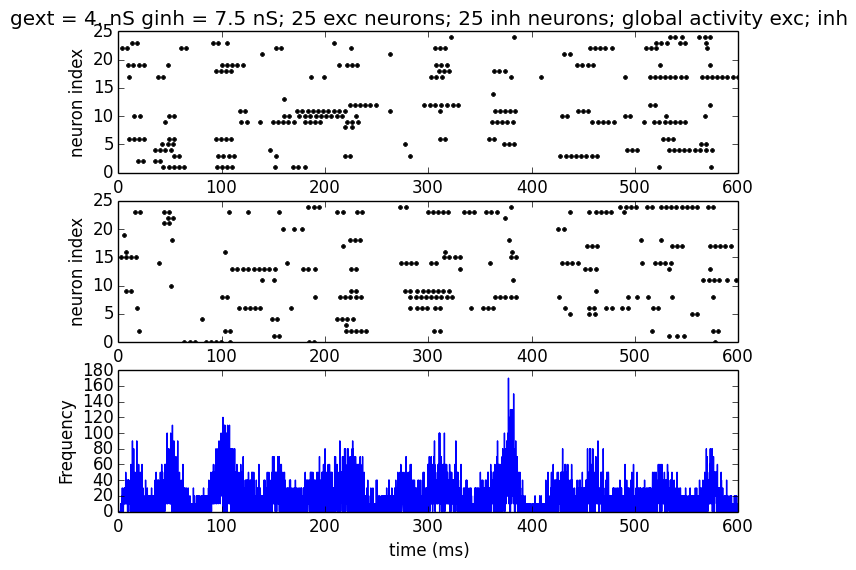 gext = 4. nS ginh = 7.5 nS; 25 exc neurons; 25 inh neurons; global activity exc; inh
25
20
15
10
5
0
neuron index
0 100 200 300 400 500 600
25
20
15
10
5
0
neuron index
0 100 200 300 400 500 600
180
160
140
120
100
80
60
40
20
0
Frequency
0 100 200 300 400 500 600
time (ms)